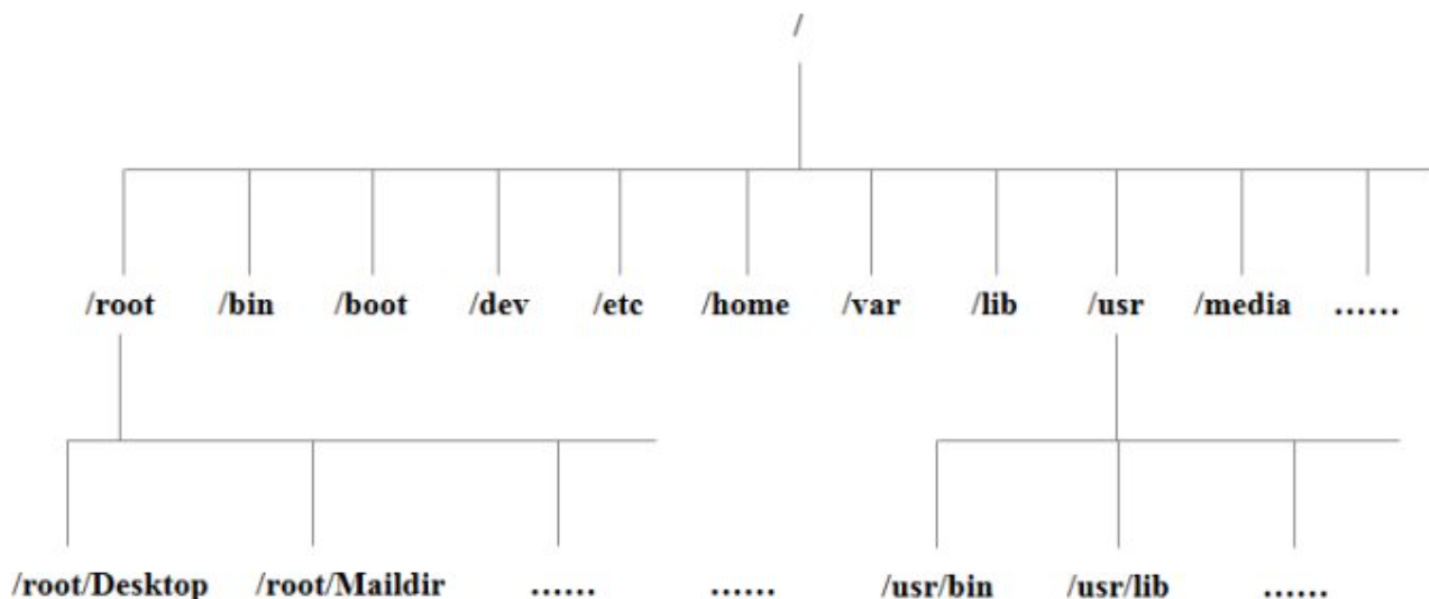 /
/root /bin /boot /dev /etc /home /var /lib /usr /media ……
/root/Desktop /root/Maildir …… …… /usr/bin /usr/lib ……